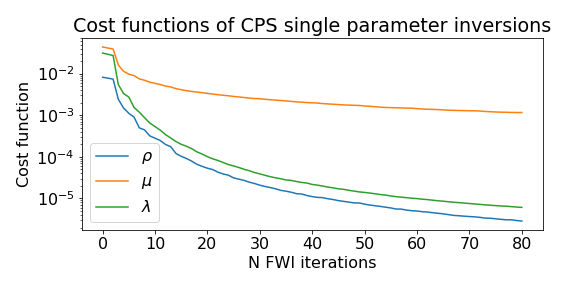 Cost functions of CPS single parameter inversions
Cost function
10⁻²
10⁻³
10⁻⁴
10⁻⁵
ρ
μ
λ
0 10 20 30 40 50 60 70 80
N FWI iterations